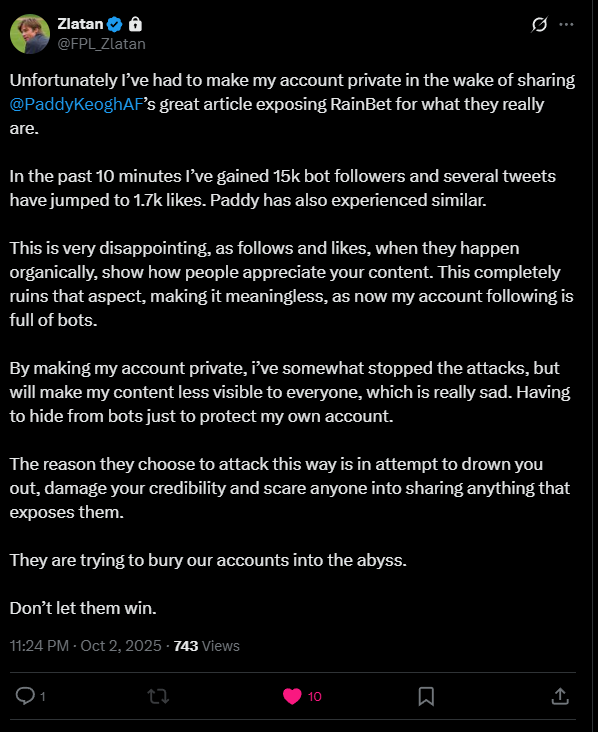 Zlatan
@FPL_Zlatan
Unfortunately I've had to make my account private in the wake of sharing
@PaddyKeoghAF's great article exposing RainBet for what they really
are.
In the past 10 minutes I've gained 15k bot followers and several tweets
have jumped to 1.7k likes. Paddy has also experienced similar.
This is very disappointing, as follows and likes, when they happen
organically, show how people appreciate your content. This completely
ruins that aspect, making it meaningless, as now my account following is
full of bots.
By making my account private, i've somewhat stopped the attacks, but
will make my content less visible to everyone, which is really sad. Having
to hide from bots just to protect my own account.
The reason they choose to attack this way is in attempt to drown you
out, damage your credibility and scare anyone into sharing anything that
exposes them.
They are trying to bury our accounts into the abyss.
Don't let them win.
11:24 PM · Oct 2, 2025 · 743 Views
1
10